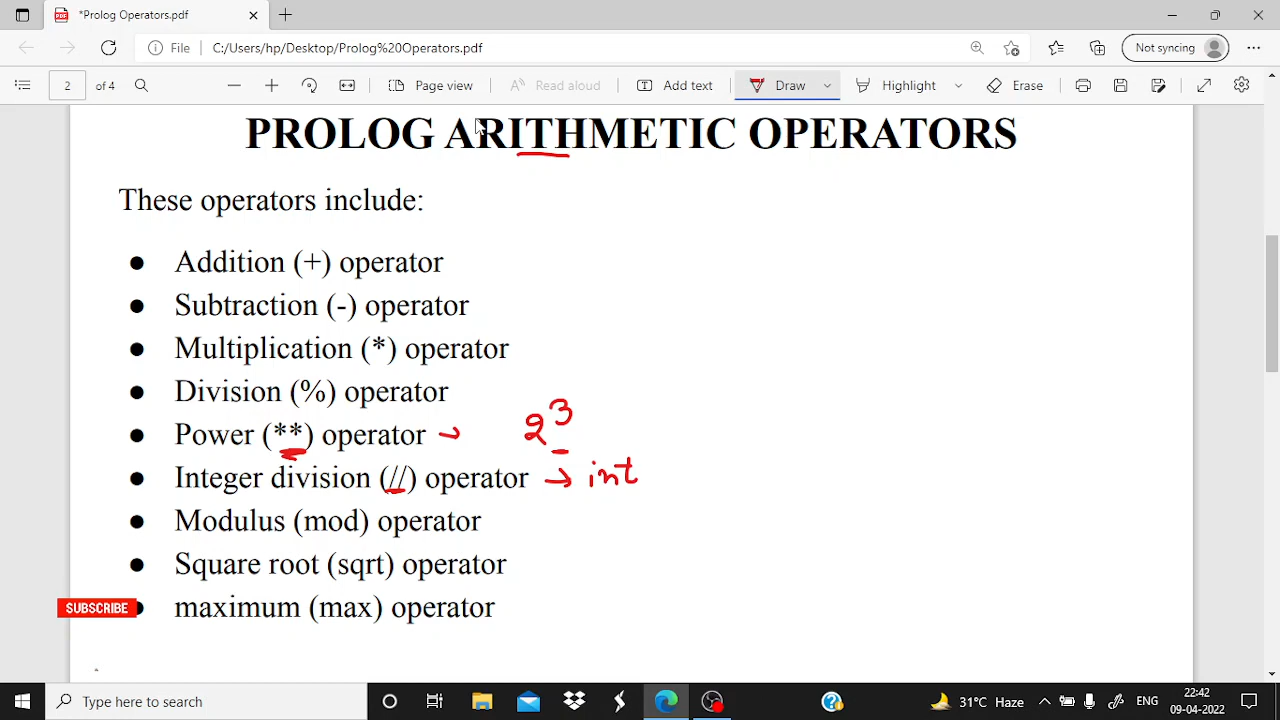 *Prolog Operators.pdf
File C:/Users/hp/Desktop/Prolog%20Operators.pdf Not syncing
2 of 4 Page view Read aloud Add text Draw Highlight Erase
PROLOG ARITHMETIC OPERATORS
These operators include:
● Addition (+) operator
● Subtraction (-) operator
● Multiplication (*) operator
● Division (%) operator
● Power (**) operator → 2³
● Integer division (//) operator → int
● Modulus (mod) operator
● Square root (sqrt) operator
SUBSCRIBE ● maximum (max) operator
Type here to search 31°C Haze ENG 22:42
09-04-2022